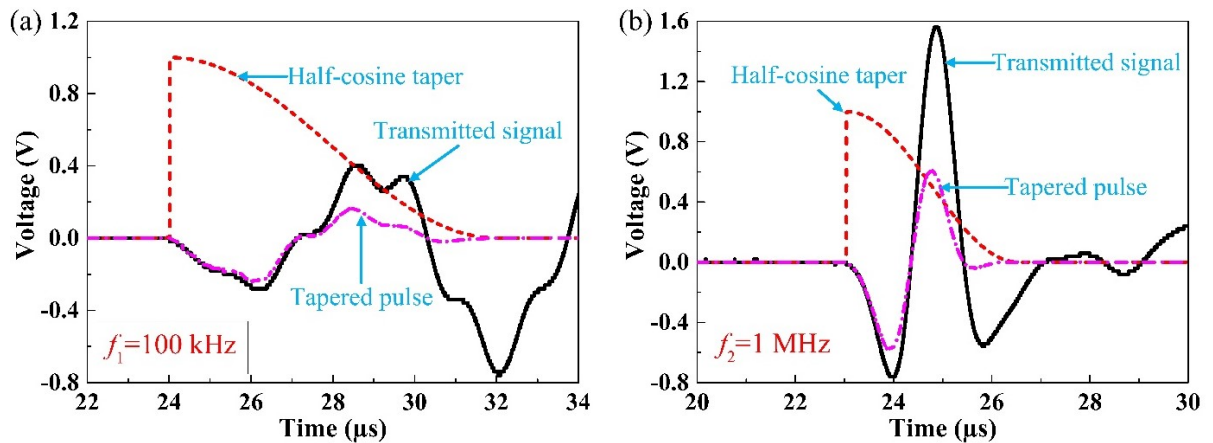 (a)
1.2
0.8
0.4
0.0
-0.4
-0.8
Voltage (V)
Half-cosine taper
Transmitted signal
Tapered pulse
f1=100 kHz
22 24 26 28 30 32 34
Time (μs)
(b)
1.6
1.2
0.8
0.4
0.0
-0.4
-0.8
Voltage (V)
Transmitted signal
Half-cosine taper
Tapered pulse
f2=1 MHz
20 22 24 26 28 30
Time (μs)